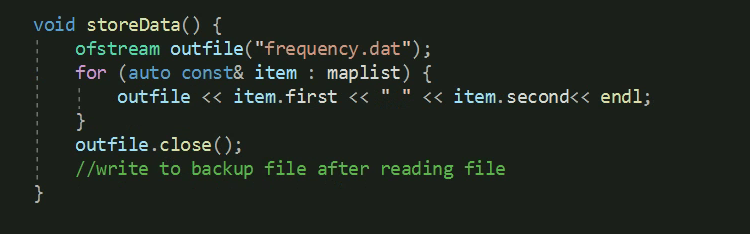 void storeData() {
ofstream outfile("frequency.dat");
for (auto const& item : maplist) {
outfile << item.first << " " << item.second<< endl;
}
outfile.close();
//write to backup file after reading file
}